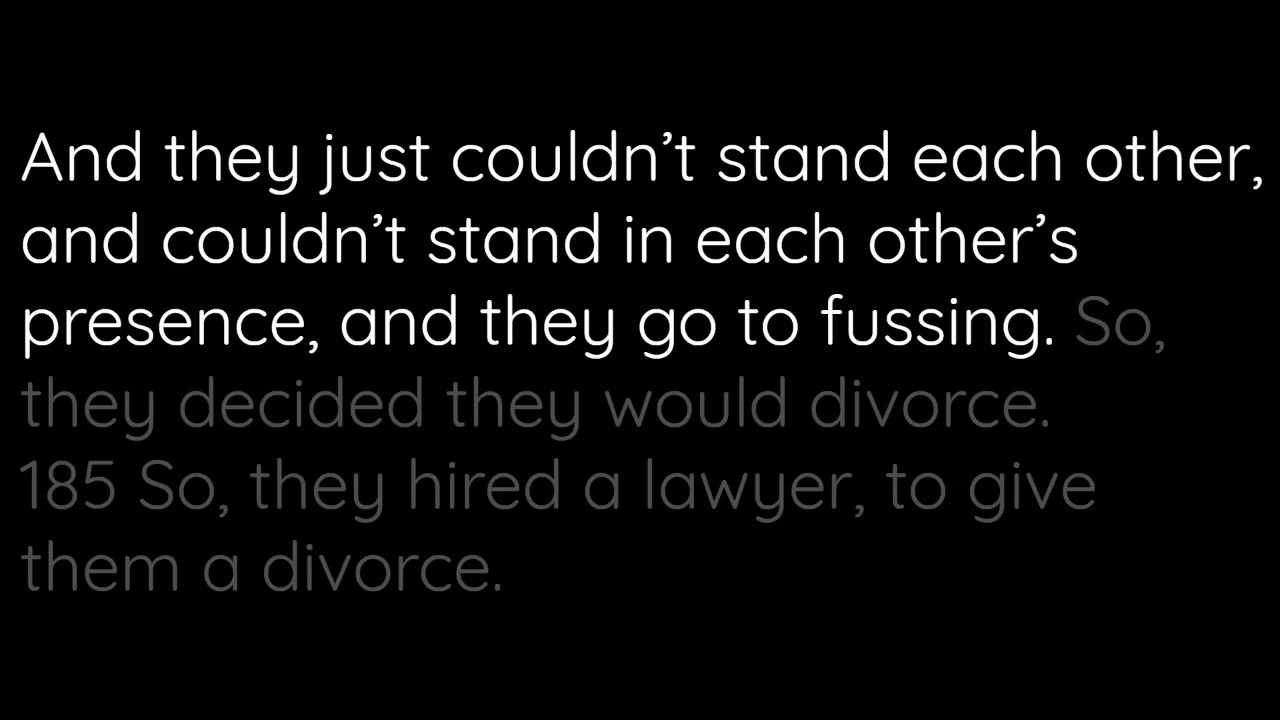 And they just couldn’t stand each other,
and couldn’t stand in each other’s
presence, and they go to fussing. So,
they decided they would divorce.
185 So, they hired a lawyer, to give
them a divorce.